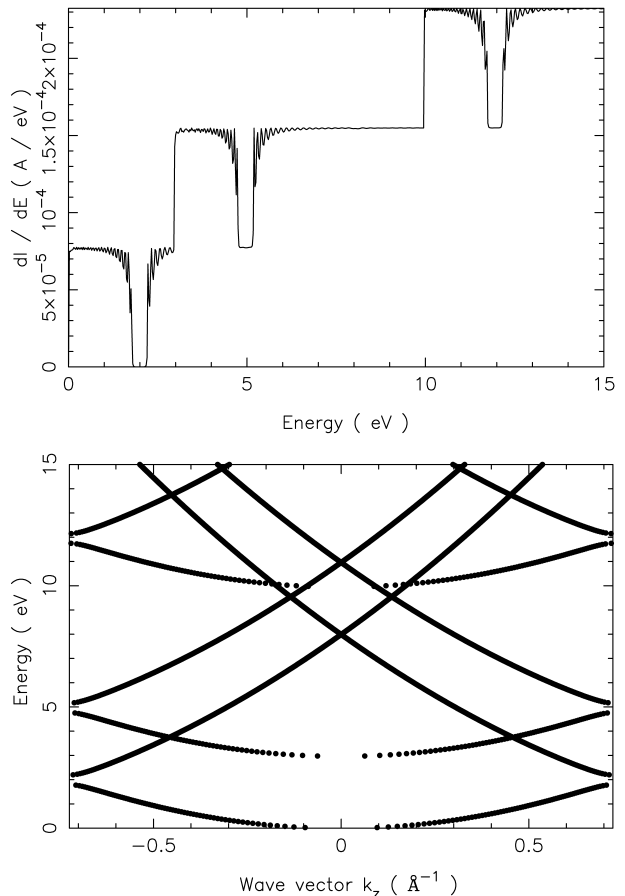 dI / dE ( A / eV )
2×10⁻⁴
1.5×10⁻⁴
10⁻⁴
5×10⁻⁵
0
0 5 10 15
Energy ( eV )
Energy ( eV )
15
10
5
0
−0.5 0 0.5
Wave vector k_z ( Å⁻¹ )